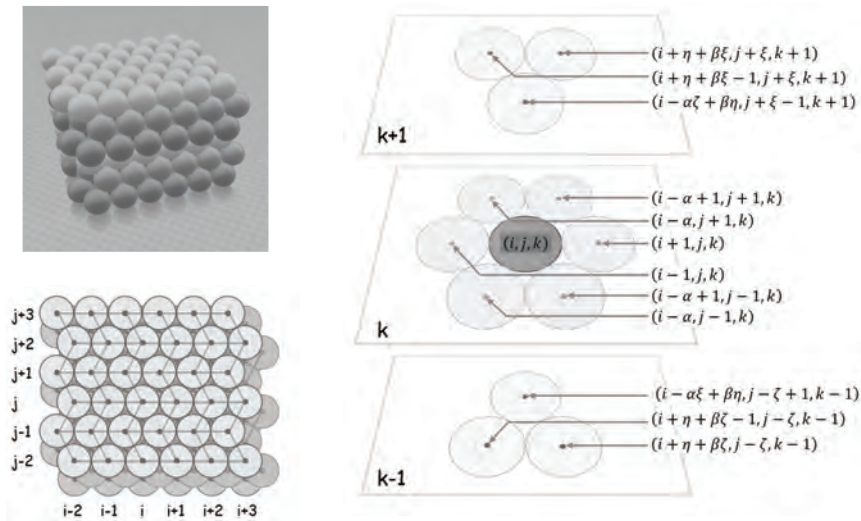 (i + η + βξ, j + ξ, k + 1)
(i + η + βξ − 1, j + ξ, k + 1)
(i − αζ + βη, j + ξ − 1, k + 1)
k+1
(i − α + 1, j + 1, k)
(i − α, j + 1, k)
(i, j, k)
(i + 1, j, k)
(i − 1, j, k)
(i − α + 1, j − 1, k)
(i − α, j − 1, k)
k
j+3
j+2
j+1
j
j-1
j-2
i-2 i-1 i i+1 i+2 i+3
(i − αξ + βη, j − ζ + 1, k − 1)
(i + η + βζ − 1, j − ζ, k − 1)
(i + η + βζ, j − ζ, k − 1)
k-1